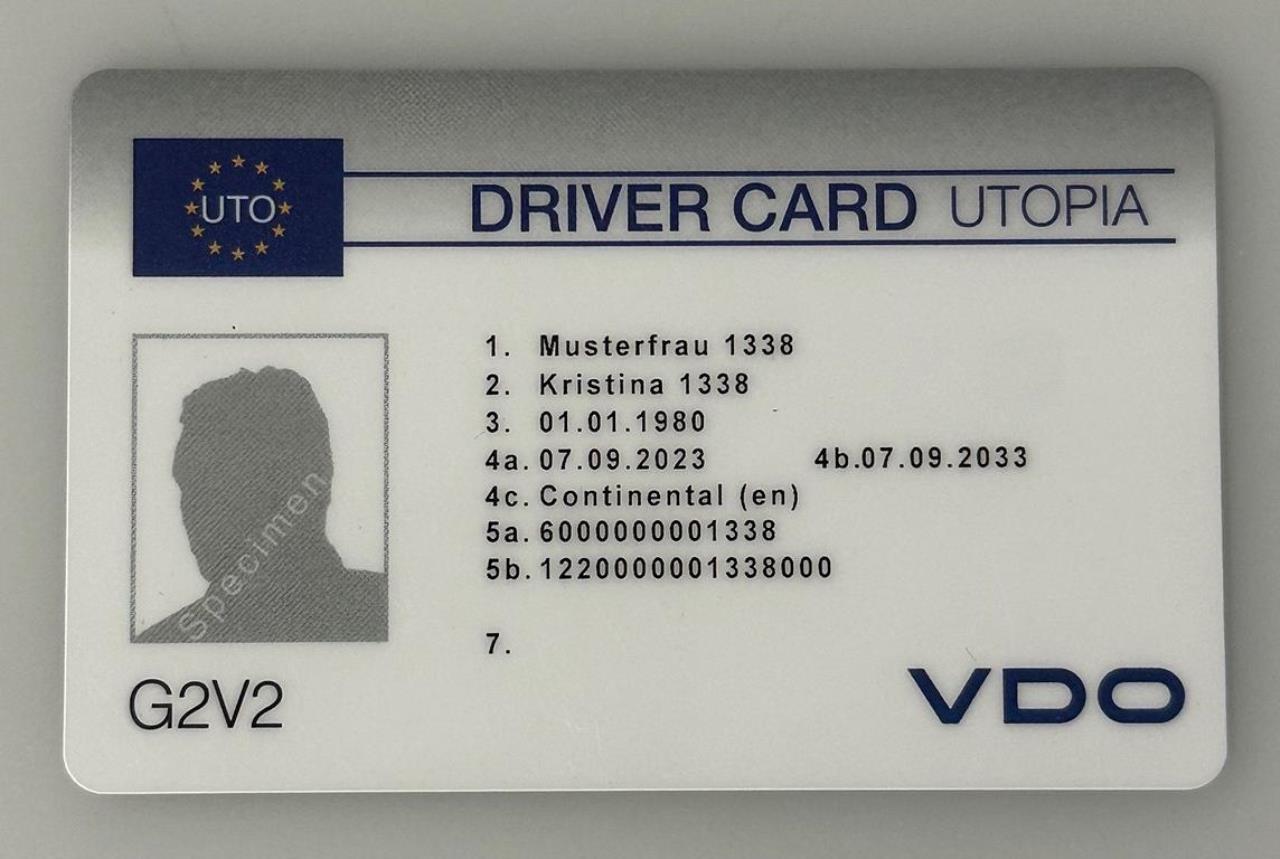 UTO
DRIVER CARD UTOPIA
1. Musterfrau 1338
2. Kristina 1338
3. 01.01.1980
4a. 07.09.2023 4b.07.09.2033
4c. Continental (en)
5a. 6000000001338
5b. 1220000001338000
7.
Specimen
G2V2
VDO